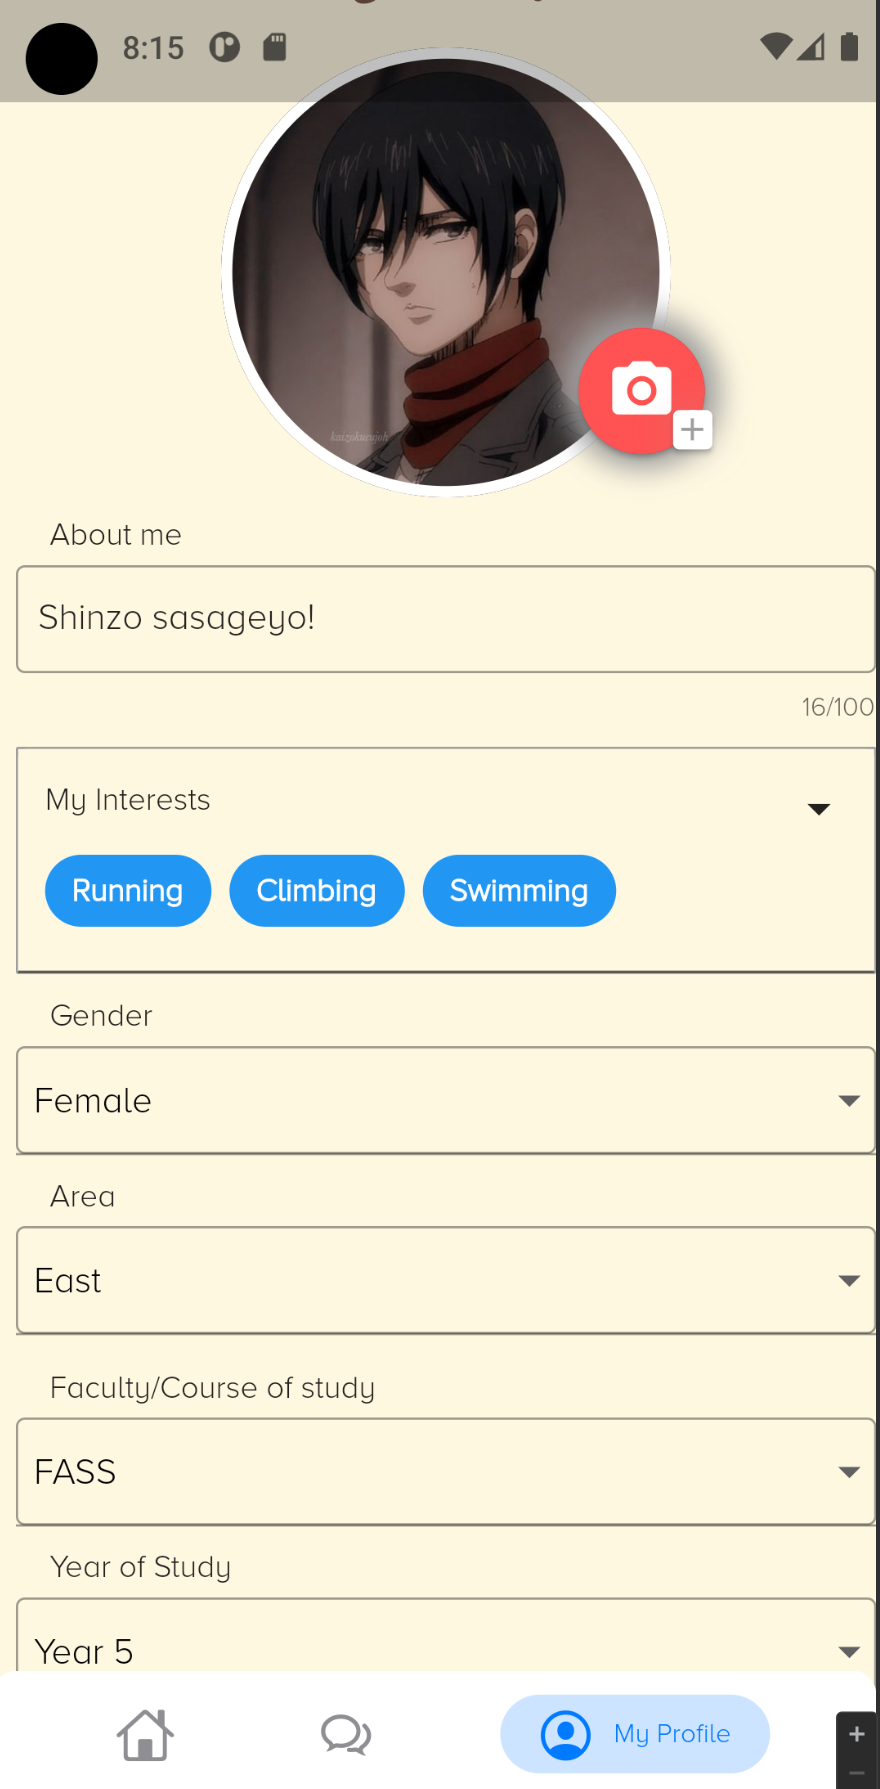 8:15
About me
Shinzo sasageyo!
16/100
My Interests
Running Climbing Swimming
Gender
Female
Area
East
Faculty/Course of study
FASS
Year of Study
Year 5
My Profile